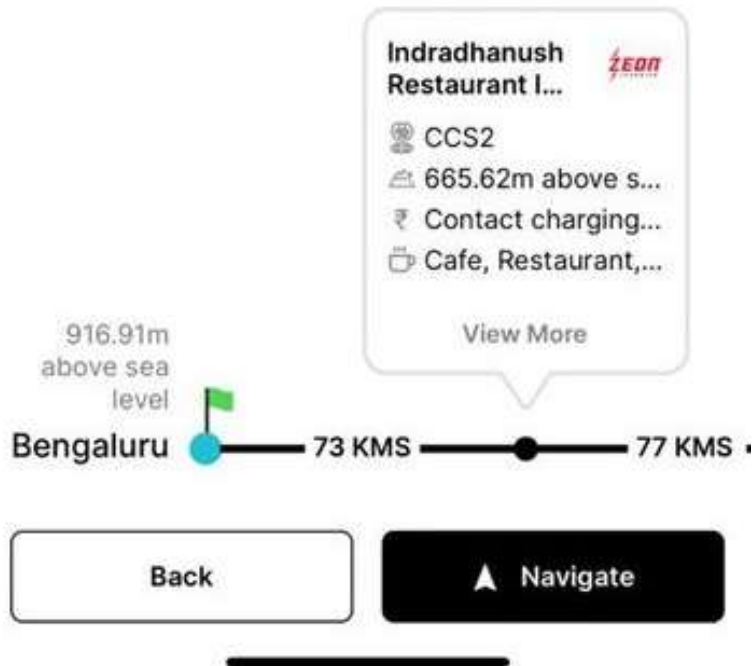 Indradhanush
Restaurant I...
ZEON
CCS2
665.62m above s...
₹ Contact charging...
Cafe, Restaurant,...
View More
916.91m
above sea
level
Bengaluru
73 KMS
77 KMS
Back
Navigate